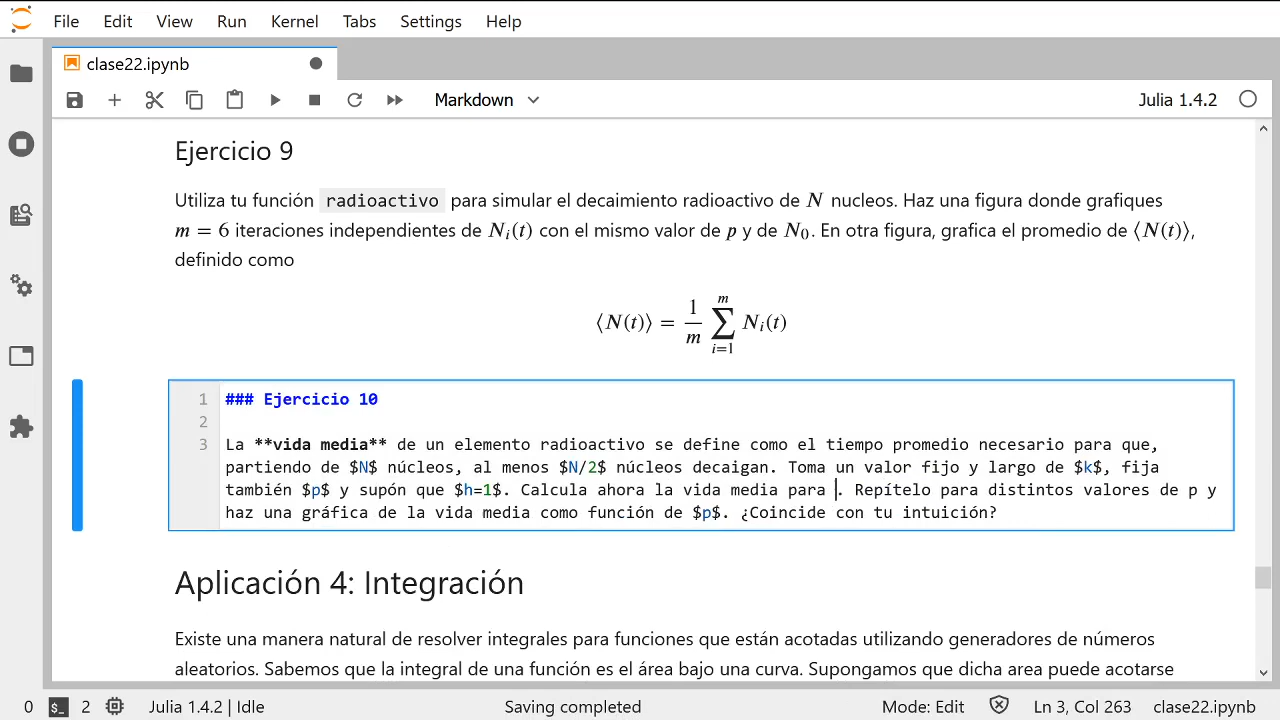 File Edit View Run Kernel Tabs Settings Help
clase22.ipynb
Markdown
Julia 1.4.2
Ejercicio 9
Utiliza tu función radioactivo para simular el decaimiento radioactivo de N nucleos. Haz una figura donde grafiques
m = 6 iteraciones independientes de Nᵢ(t) con el mismo valor de p y de N₀. En otra figura, grafica el promedio de ⟨N(t)⟩,
definido como
⟨N(t)⟩ = 1/m ∑ᵢ₌₁ᵐ Nᵢ(t)
1 ### Ejercicio 10
2
3 La **vida media** de un elemento radioactivo se define como el tiempo promedio necesario para que,
partiendo de $N$ núcleos, al menos $N/2$ núcleos decaigan. Toma un valor fijo y largo de $k$, fija
también $p$ y supón que $h=1$. Calcula ahora la vida media para . Repítelo para distintos valores de p y
haz una gráfica de la vida media como función de $p$. ¿Coincide con tu intuición?
Aplicación 4: Integración
Existe una manera natural de resolver integrales para funciones que están acotadas utilizando generadores de números
aleatorios. Sabemos que la integral de una función es el área bajo una curva. Supongamos que dicha area puede acotarse
0 $_ 2 Julia 1.4.2 | Idle Saving completed Mode: Edit Ln 3, Col 263 clase22.ipynb